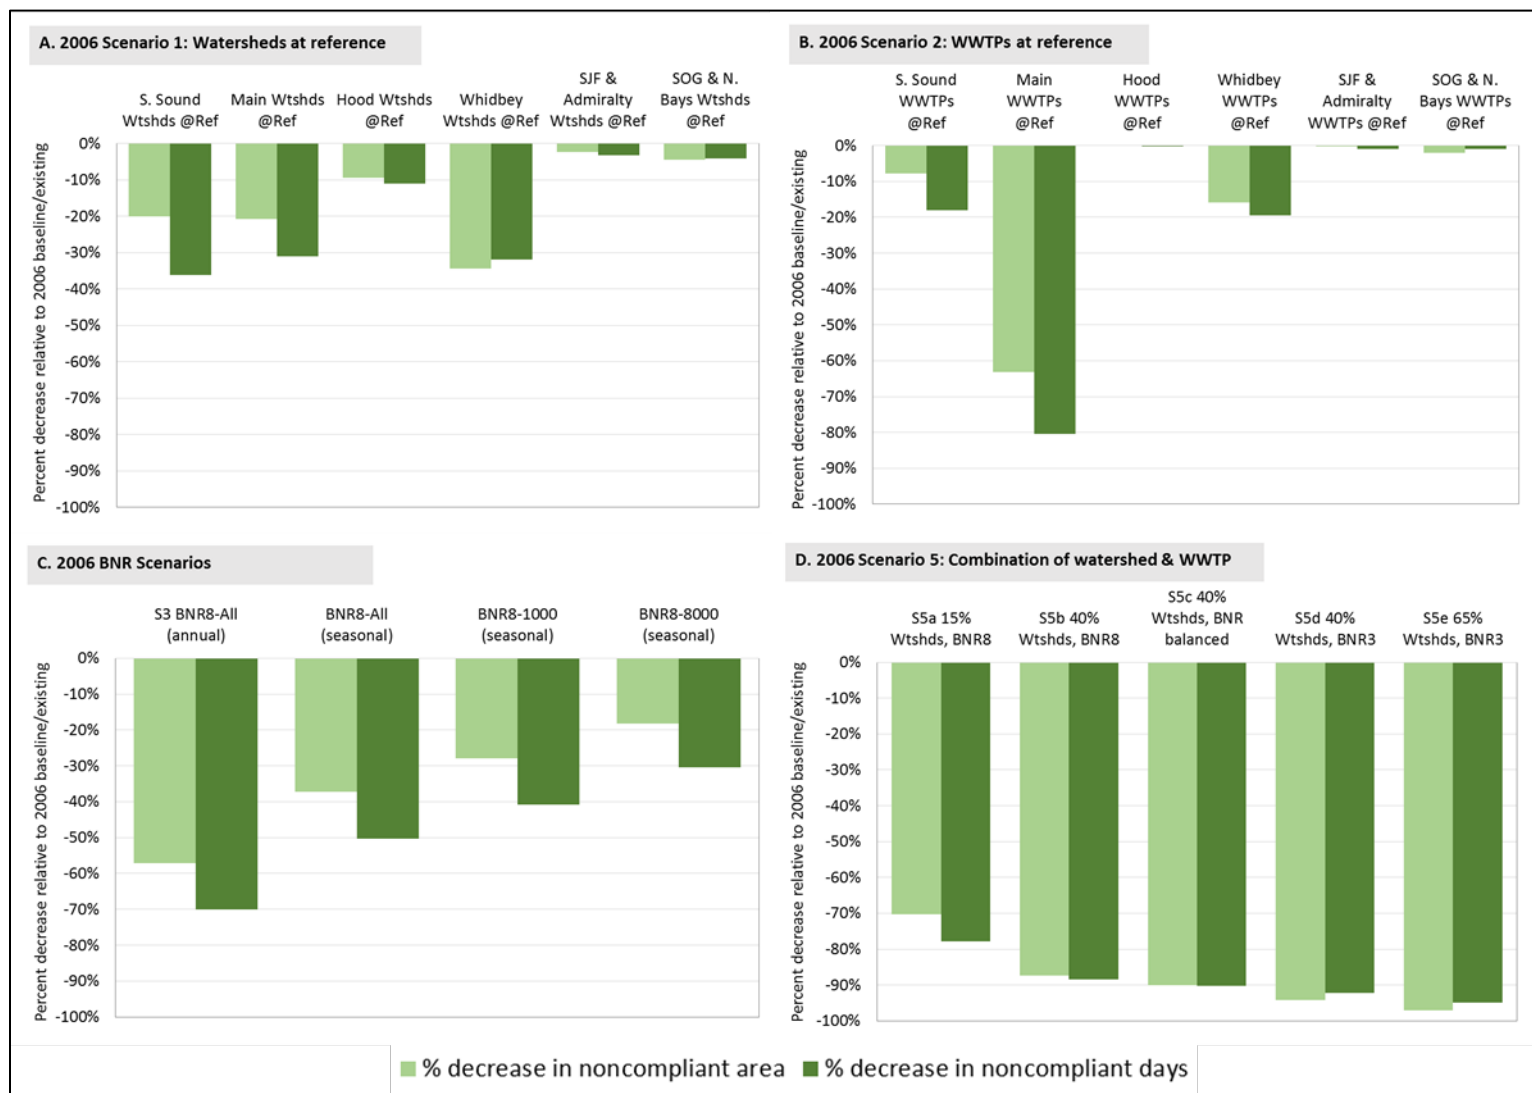 A. 2006 Scenario 1: Watersheds at reference
S. Sound
Wtshds @Ref
Main Wtshds
@Ref
Hood Wtshds
@Ref
Whidbey
Wtshds @Ref
SJF &
Admiralty
Wtshds @Ref
SOG & N.
Bays Wtshds
@Ref
Percent decrease relative to 2006 baseline/existing
0%
-10%
-20%
-30%
-40%
-50%
-60%
-70%
-80%
-90%
-100%
B. 2006 Scenario 2: WWTPs at reference
S. Sound
WWTPs
@Ref
Main
WWTPs
@Ref
Hood
WWTPs
@Ref
Whidbey
WWTPs
@Ref
SJF &
Admiralty
WWTPs @Ref
SOG & N.
Bays WWTPs
@Ref
Percent decrease relative to 2006 baseline/existing
0%
-10%
-20%
-30%
-40%
-50%
-60%
-70%
-80%
-90%
-100%
C. 2006 BNR Scenarios
S3 BNR8-All
(annual)
BNR8-All
(seasonal)
BNR8-1000
(seasonal)
BNR8-8000
(seasonal)
Percent decrease relative to 2006 baseline/existing
0%
-10%
-20%
-30%
-40%
-50%
-60%
-70%
-80%
-90%
-100%
D. 2006 Scenario 5: Combination of watershed & WWTP
S5a 15%
Wtshds, BNR8
S5b 40%
Wtshds, BNR8
S5c 40%
Wtshds, BNR
balanced
S5d 40%
Wtshds, BNR3
S5e 65%
Wtshds, BNR3
Percent decrease relative to 2006 baseline/existing
0%
-10%
-20%
-30%
-40%
-50%
-60%
-70%
-80%
-90%
-100%
% decrease in noncompliant area
% decrease in noncompliant days